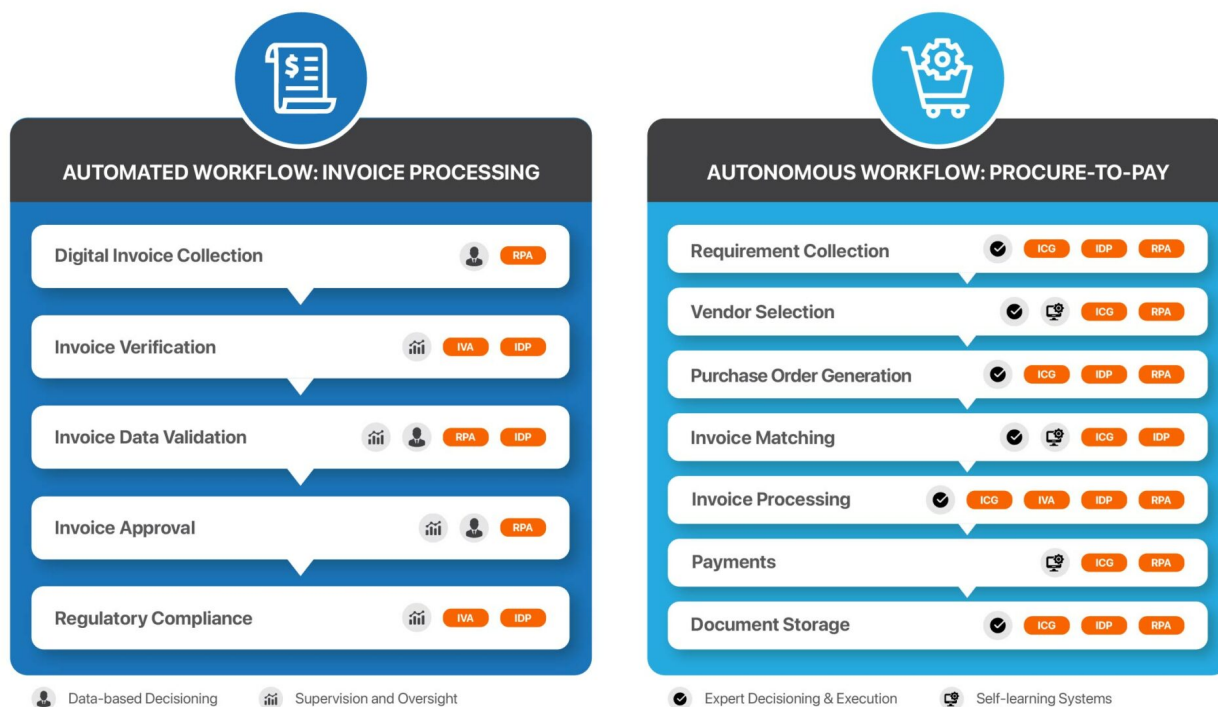 $
AUTOMATED WORKFLOW: INVOICE PROCESSING
Digital Invoice Collection RPA
Invoice Verification IVA IDP
Invoice Data Validation RPA IDP
Invoice Approval RPA
Regulatory Compliance IVA IDP
Data-based Decisioning Supervision and Oversight
AUTONOMOUS WORKFLOW: PROCURE-TO-PAY
Requirement Collection ICG IDP RPA
Vendor Selection ICG RPA
Purchase Order Generation ICG IDP RPA
Invoice Matching ICG IDP
Invoice Processing ICG IVA IDP RPA
Payments ICG RPA
Document Storage ICG IDP RPA
Expert Decisioning & Execution Self-learning Systems